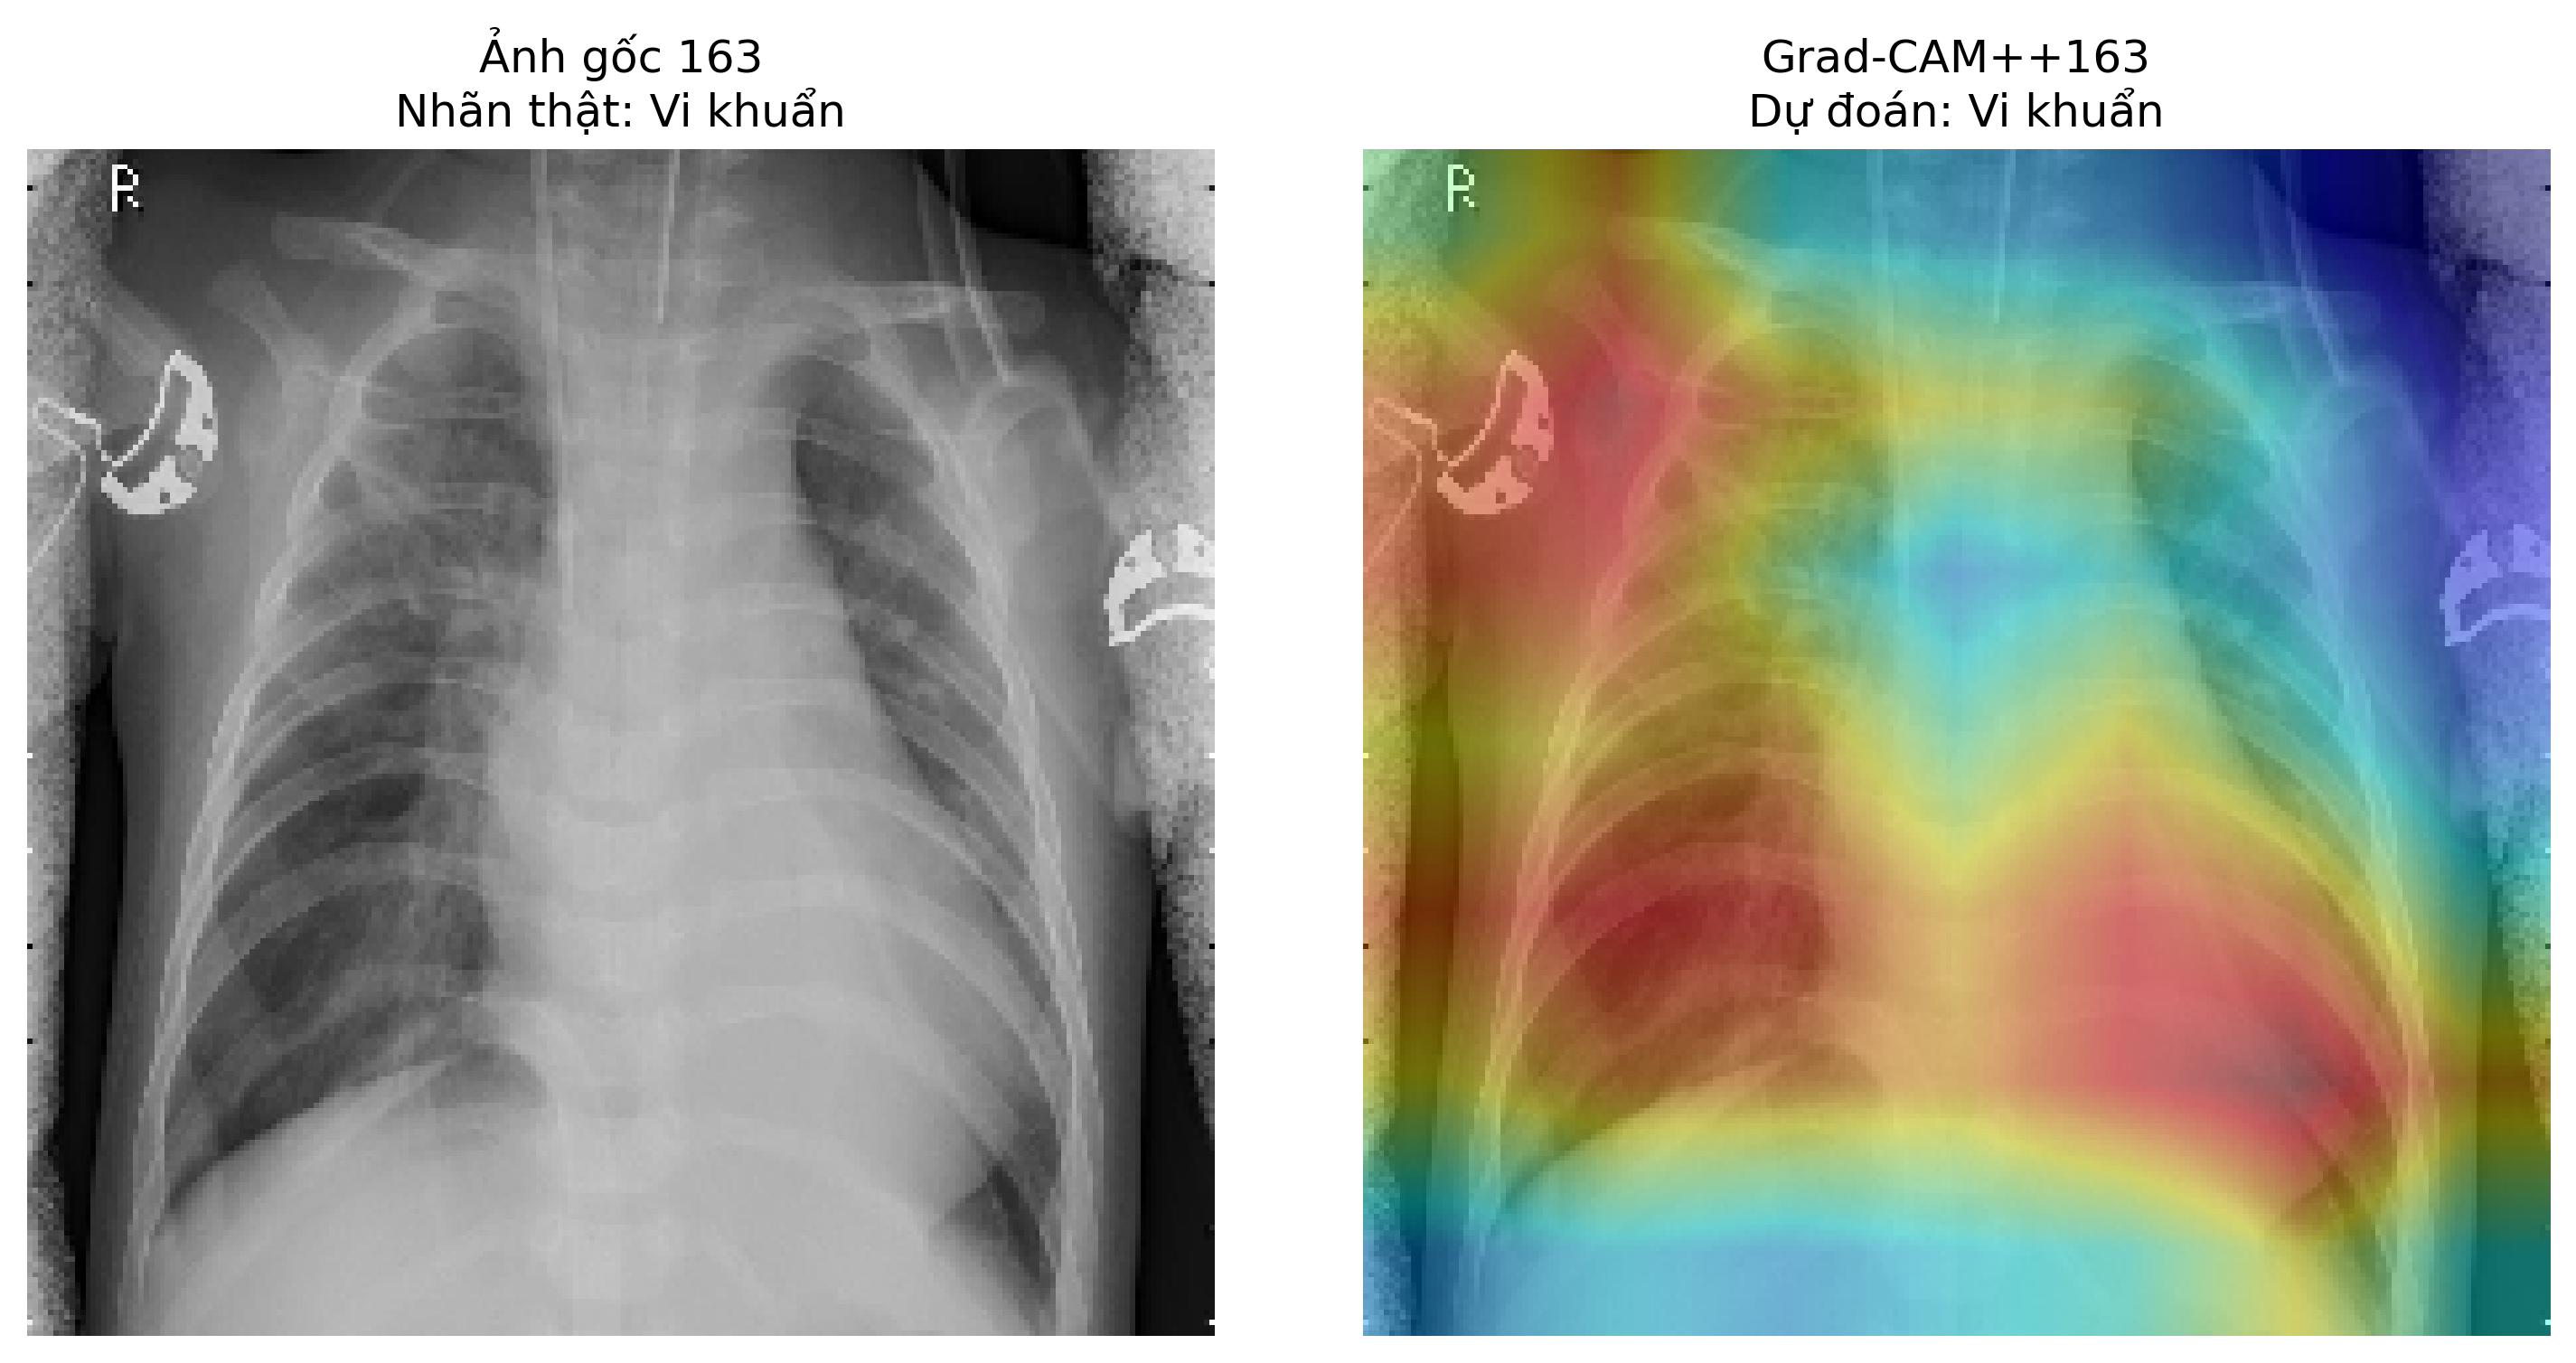 Ảnh gốc 163
Nhãn thật: Vi khuẩn
Grad-CAM++163
Dự đoán: Vi khuẩn
R
R